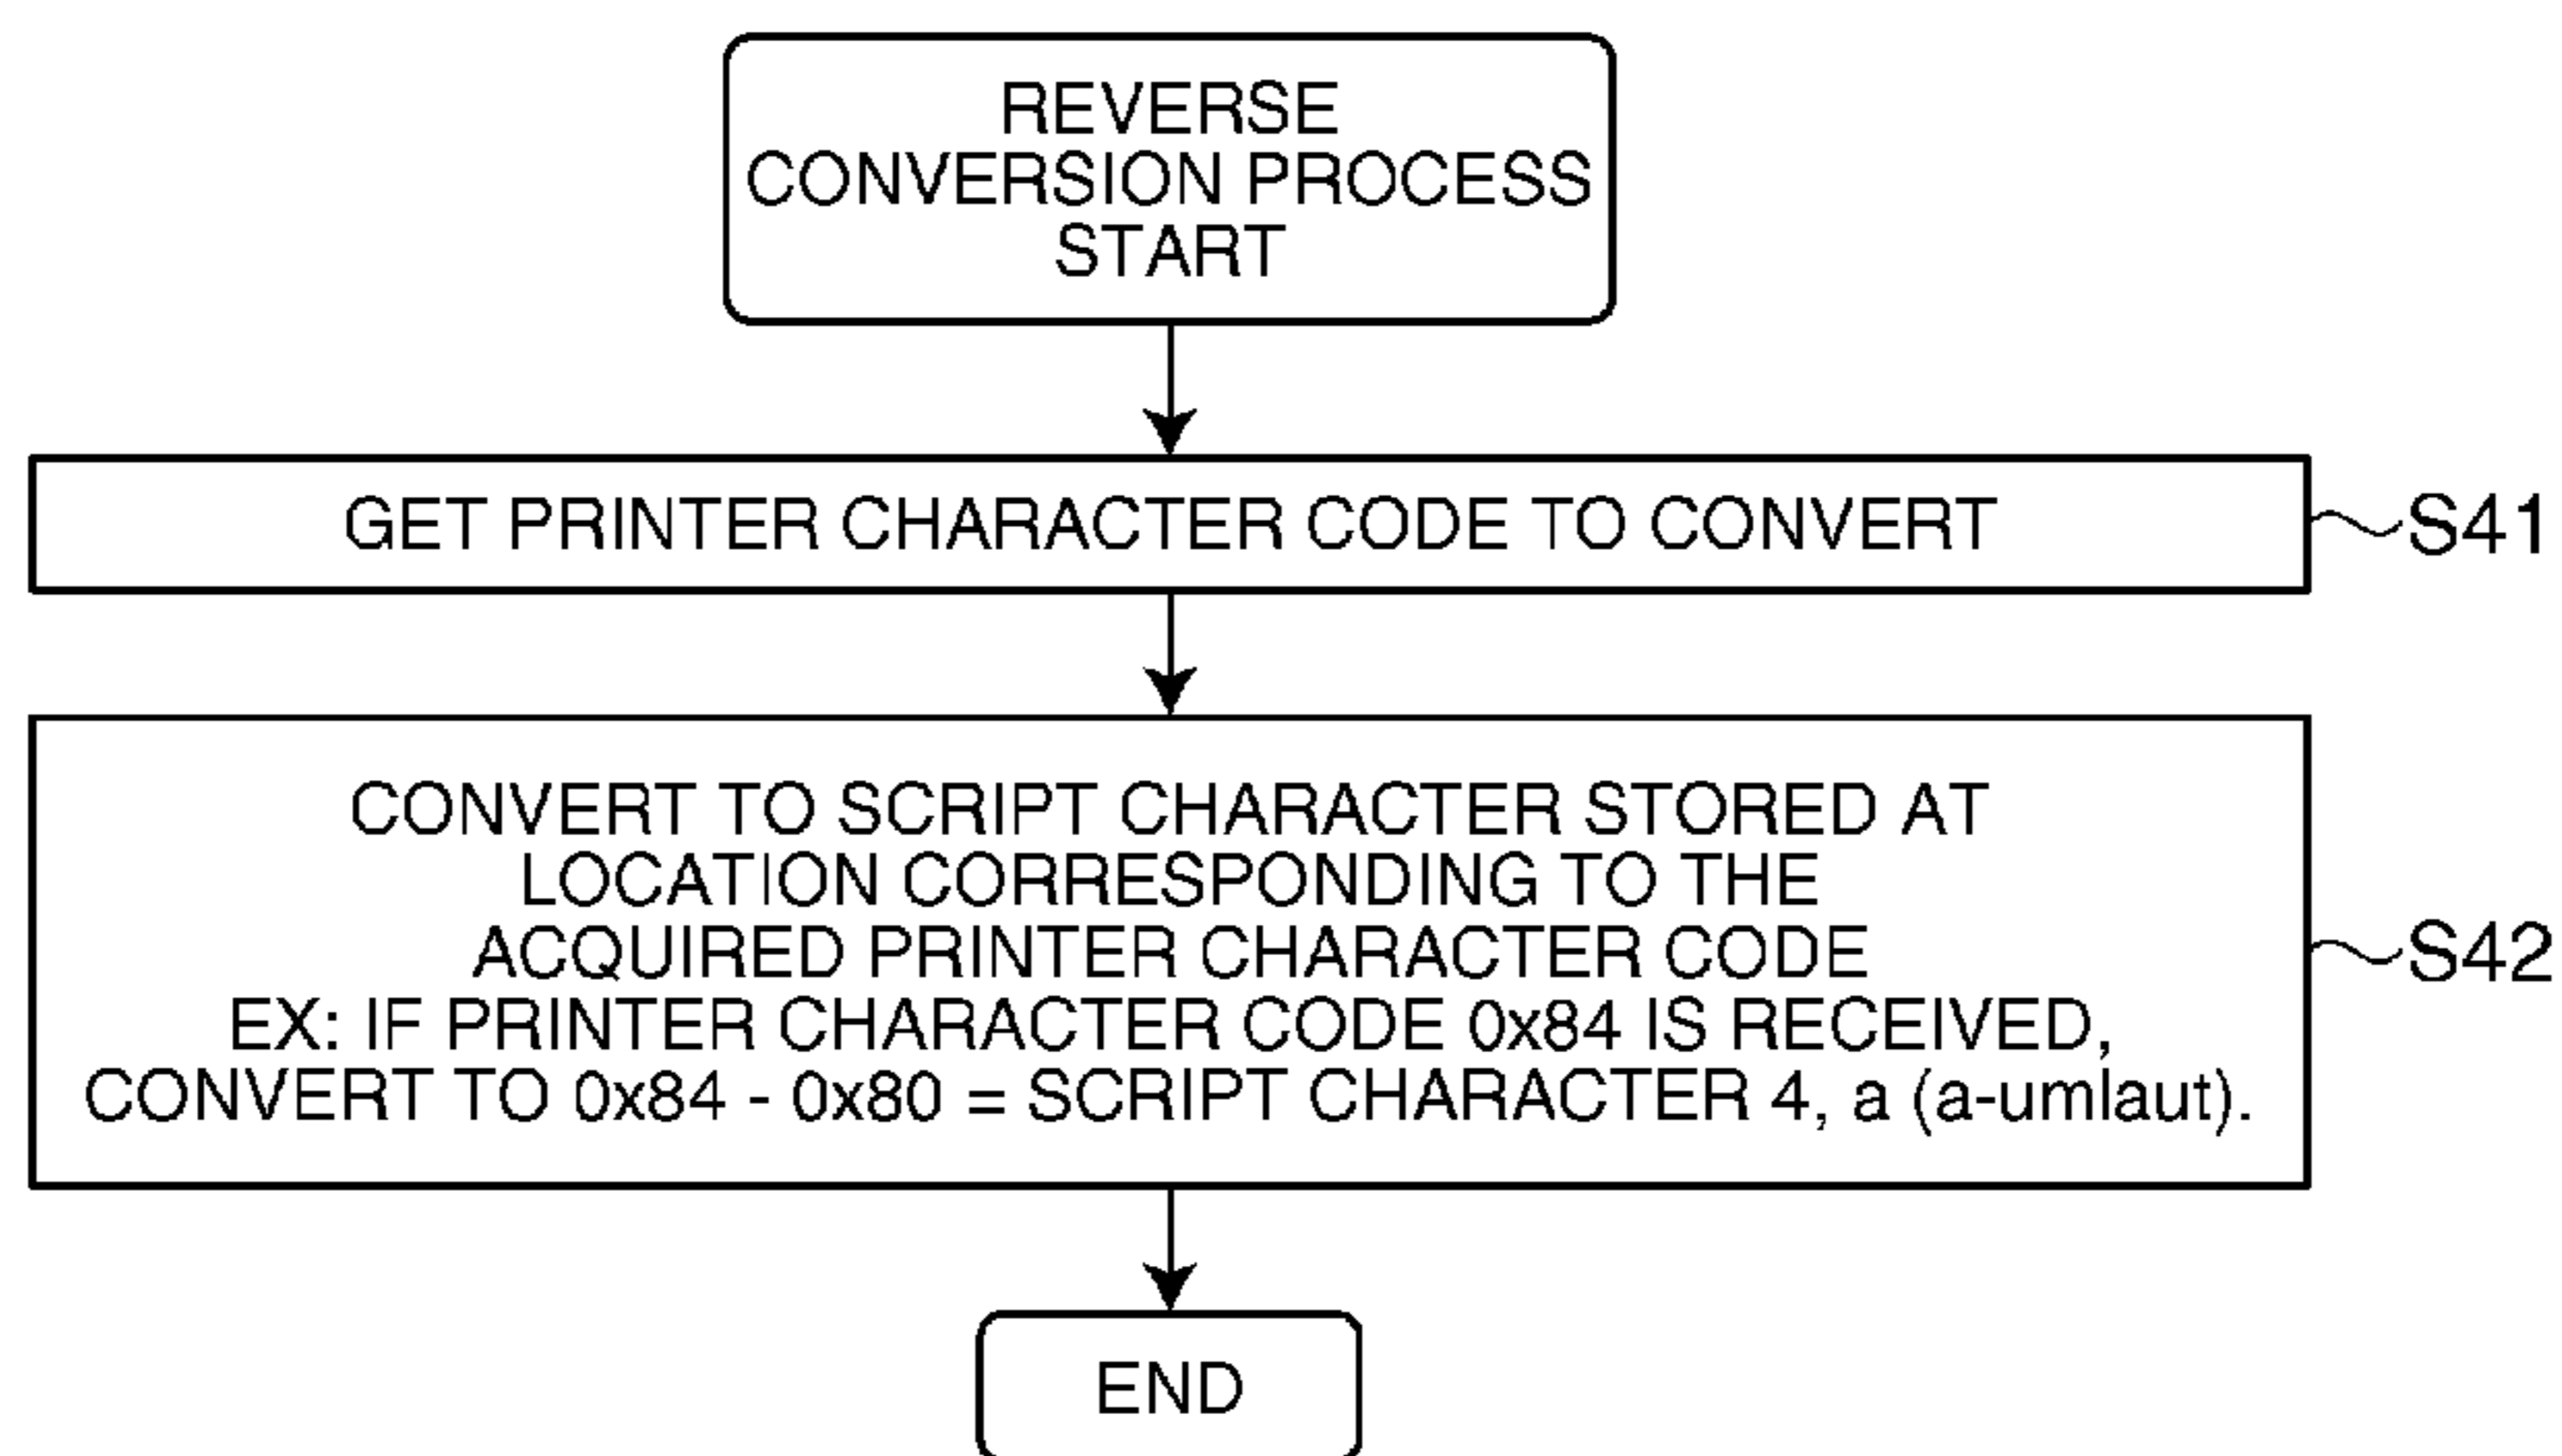 REVERSE
CONVERSION PROCESS
START
GET PRINTER CHARACTER CODE TO CONVERT
S41
CONVERT TO SCRIPT CHARACTER STORED AT
LOCATION CORRESPONDING TO THE
ACQUIRED PRINTER CHARACTER CODE
EX: IF PRINTER CHARACTER CODE 0x84 IS RECEIVED,
CONVERT TO 0x84 - 0x80 = SCRIPT CHARACTER 4, a (a-umlaut).
S42
END